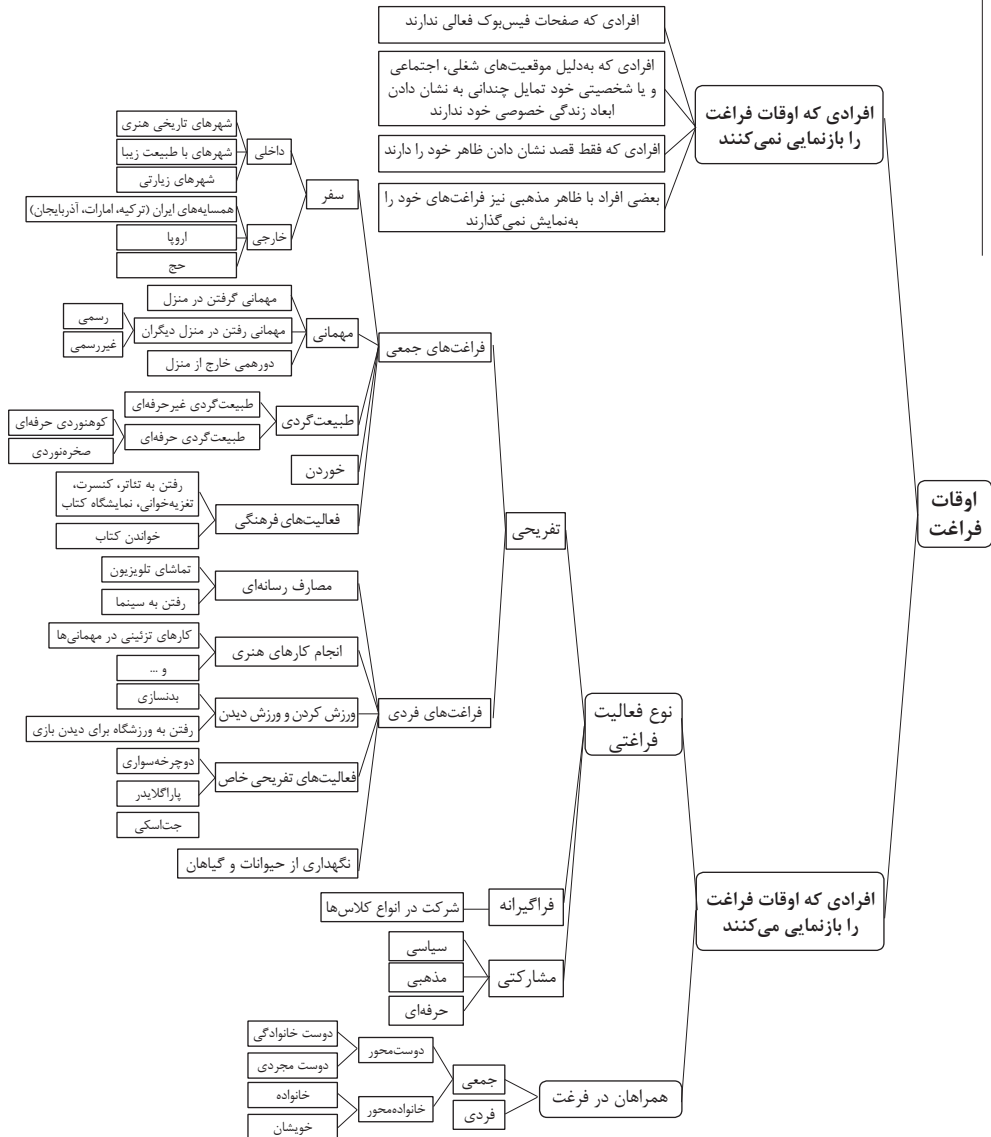 اوقات
فراغت
افرادی که اوقات فراغت
را بازنمایی نمی‌کنند
افرادی که صفحات فیس‌بوک فعالی ندارند
افرادی که به‌دلیل موقعیت‌های شغلی، اجتماعی
و یا شخصیتی خود تمایل چندانی به نشان دادن
ابعاد زندگی خصوصی خود ندارند
افرادی که فقط قصد نشان دادن ظاهر خود را دارند
بعضی افراد با ظاهر مذهبی نیز فراغت‌های خود را
به‌نمایش نمی‌گذارند
افرادی که اوقات فراغت
را بازنمایی می‌کنند
نوع فعالیت
فراغتی
تفریحی
فراغت‌های جمعی
سفر
داخلی
شهرهای تاریخی هنری
شهرهای با طبیعت زیبا
شهرهای زیارتی
خارجی
همسایه‌های ایران (ترکیه، امارات، آذربایجان)
اروپا
حج
مهمانی
مهمانی گرفتن در منزل
مهمانی رفتن در منزل دیگران
رسمی
غیررسمی
دورهمی خارج از منزل
طبیعت‌گردی
طبیعت‌گردی غیرحرفه‌ای
طبیعت‌گردی حرفه‌ای
کوهنوردی حرفه‌ای
صخره‌نوردی
خوردن
فعالیت‌های فرهنگی
رفتن به تئاتر، کنسرت،
تغزیه‌خوانی، نمایشگاه کتاب
خواندن کتاب
فراغت‌های فردی
مصارف رسانه‌ای
تماشای تلویزیون
رفتن به سینما
انجام کارهای هنری
کارهای تزئینی در مهمانی‌ها
و ...
ورزش کردن و ورزش دیدن
بدنسازی
رفتن به ورزشگاه برای دیدن بازی
فعالیت‌های تفریحی خاص
دوچرخه‌سواری
پاراگلایدر
جت‌اسکی
نگهداری از حیوانات و گیاهان
فراگیرانه
شرکت در انواع کلاس‌ها
مشارکتی
سیاسی
مذهبی
حرفه‌ای
همراهان در فرغت
جمعی
دوست‌محور
دوست خانوادگی
دوست مجردی
خانواده‌محور
خانواده
خویشان
فردی